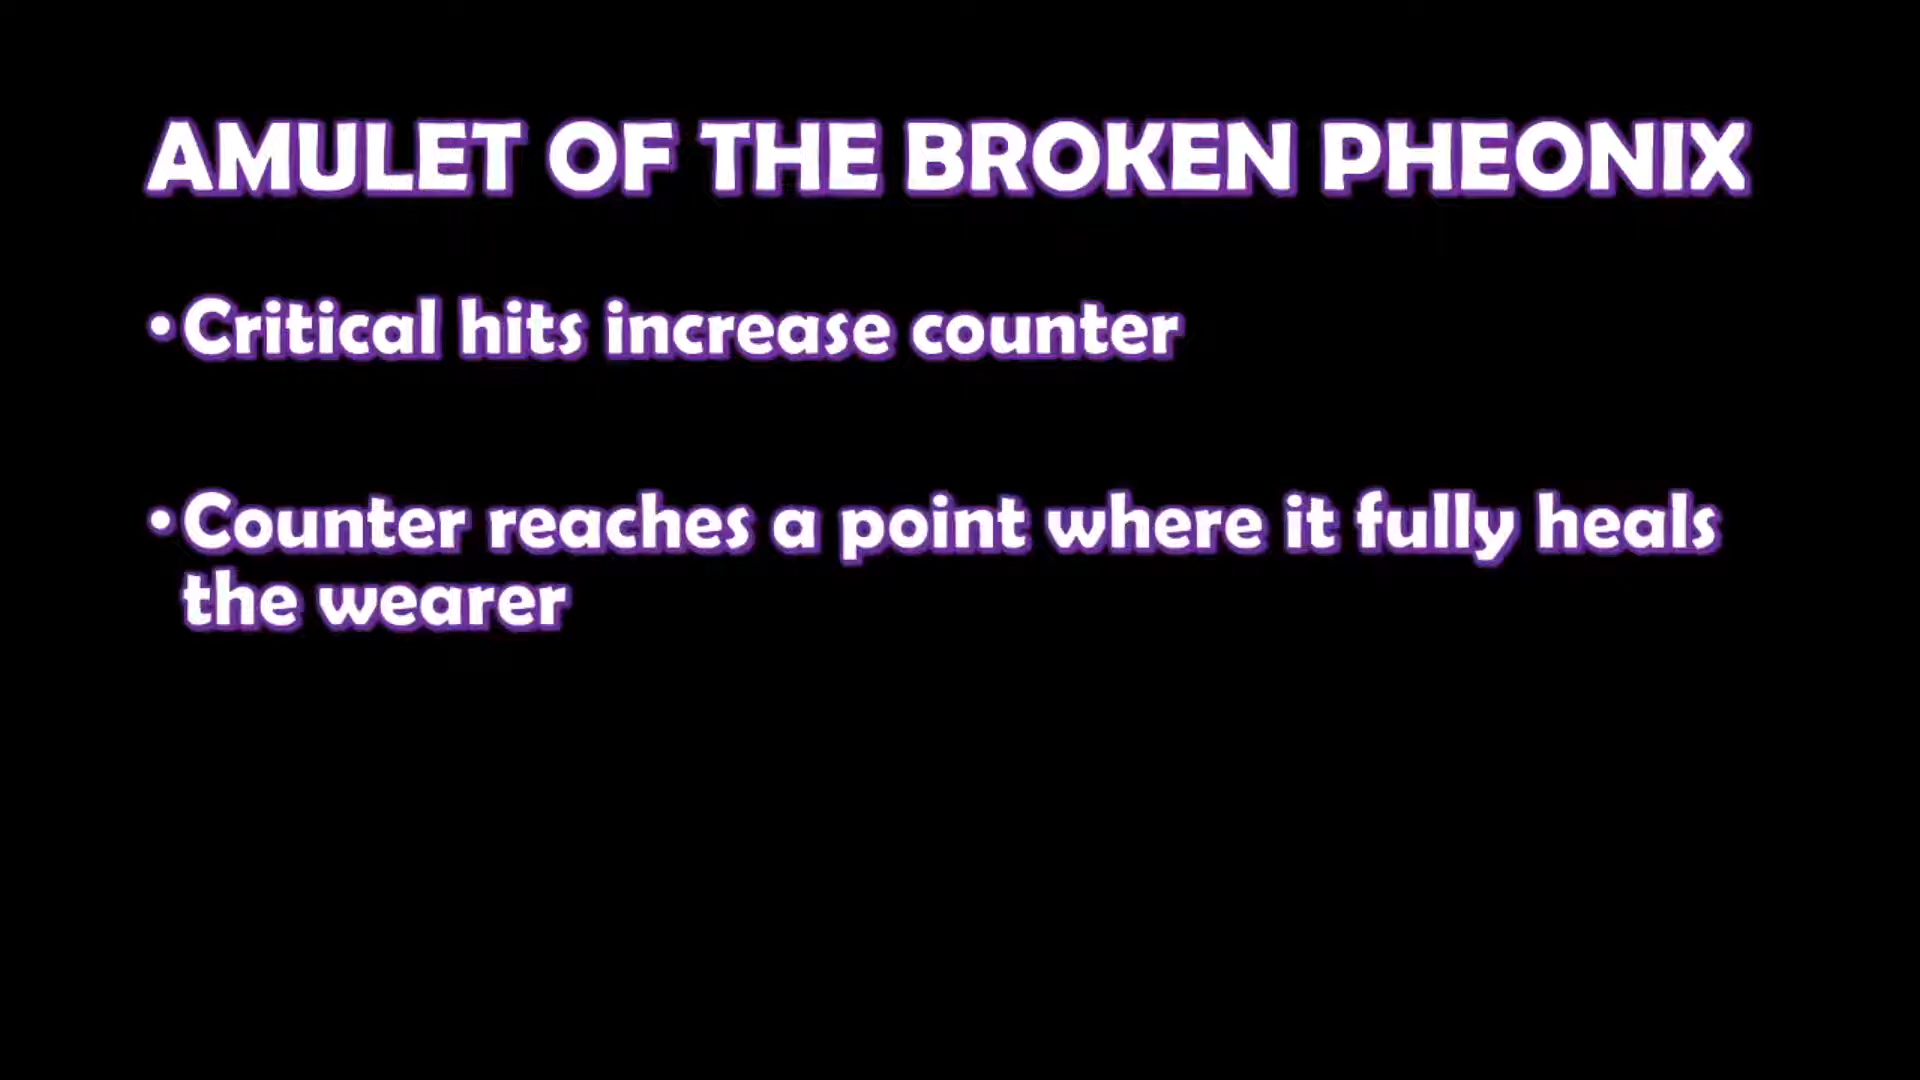 AMULET OF THE BROKEN PHEONIX
•Critical hits increase counter
•Counter reaches a point where it fully heals
the wearer